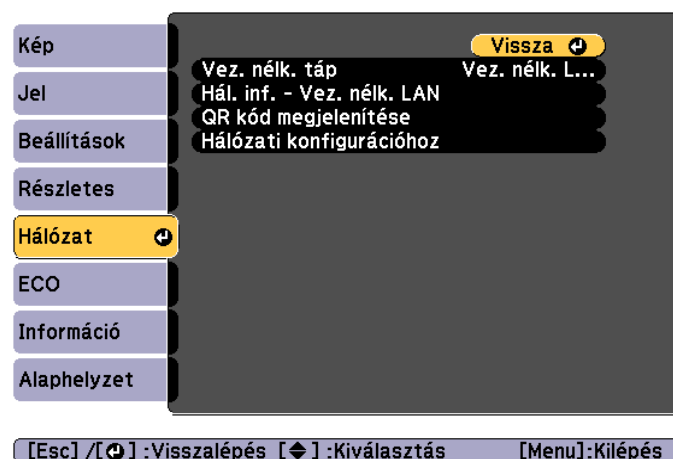 Kép
Jel
Beállítások
Részletes
Hálózat
ECO
Információ
Alaphelyzet
Vissza
Vez. nélk. táp Vez. nélk. L...
Hál. inf. - Vez. nélk. LAN
QR kód megjelenítése
Hálózati konfigurációhoz
[Esc] /[⏎] :Visszalépés [◆] :Kiválasztás [Menu]:Kilépés